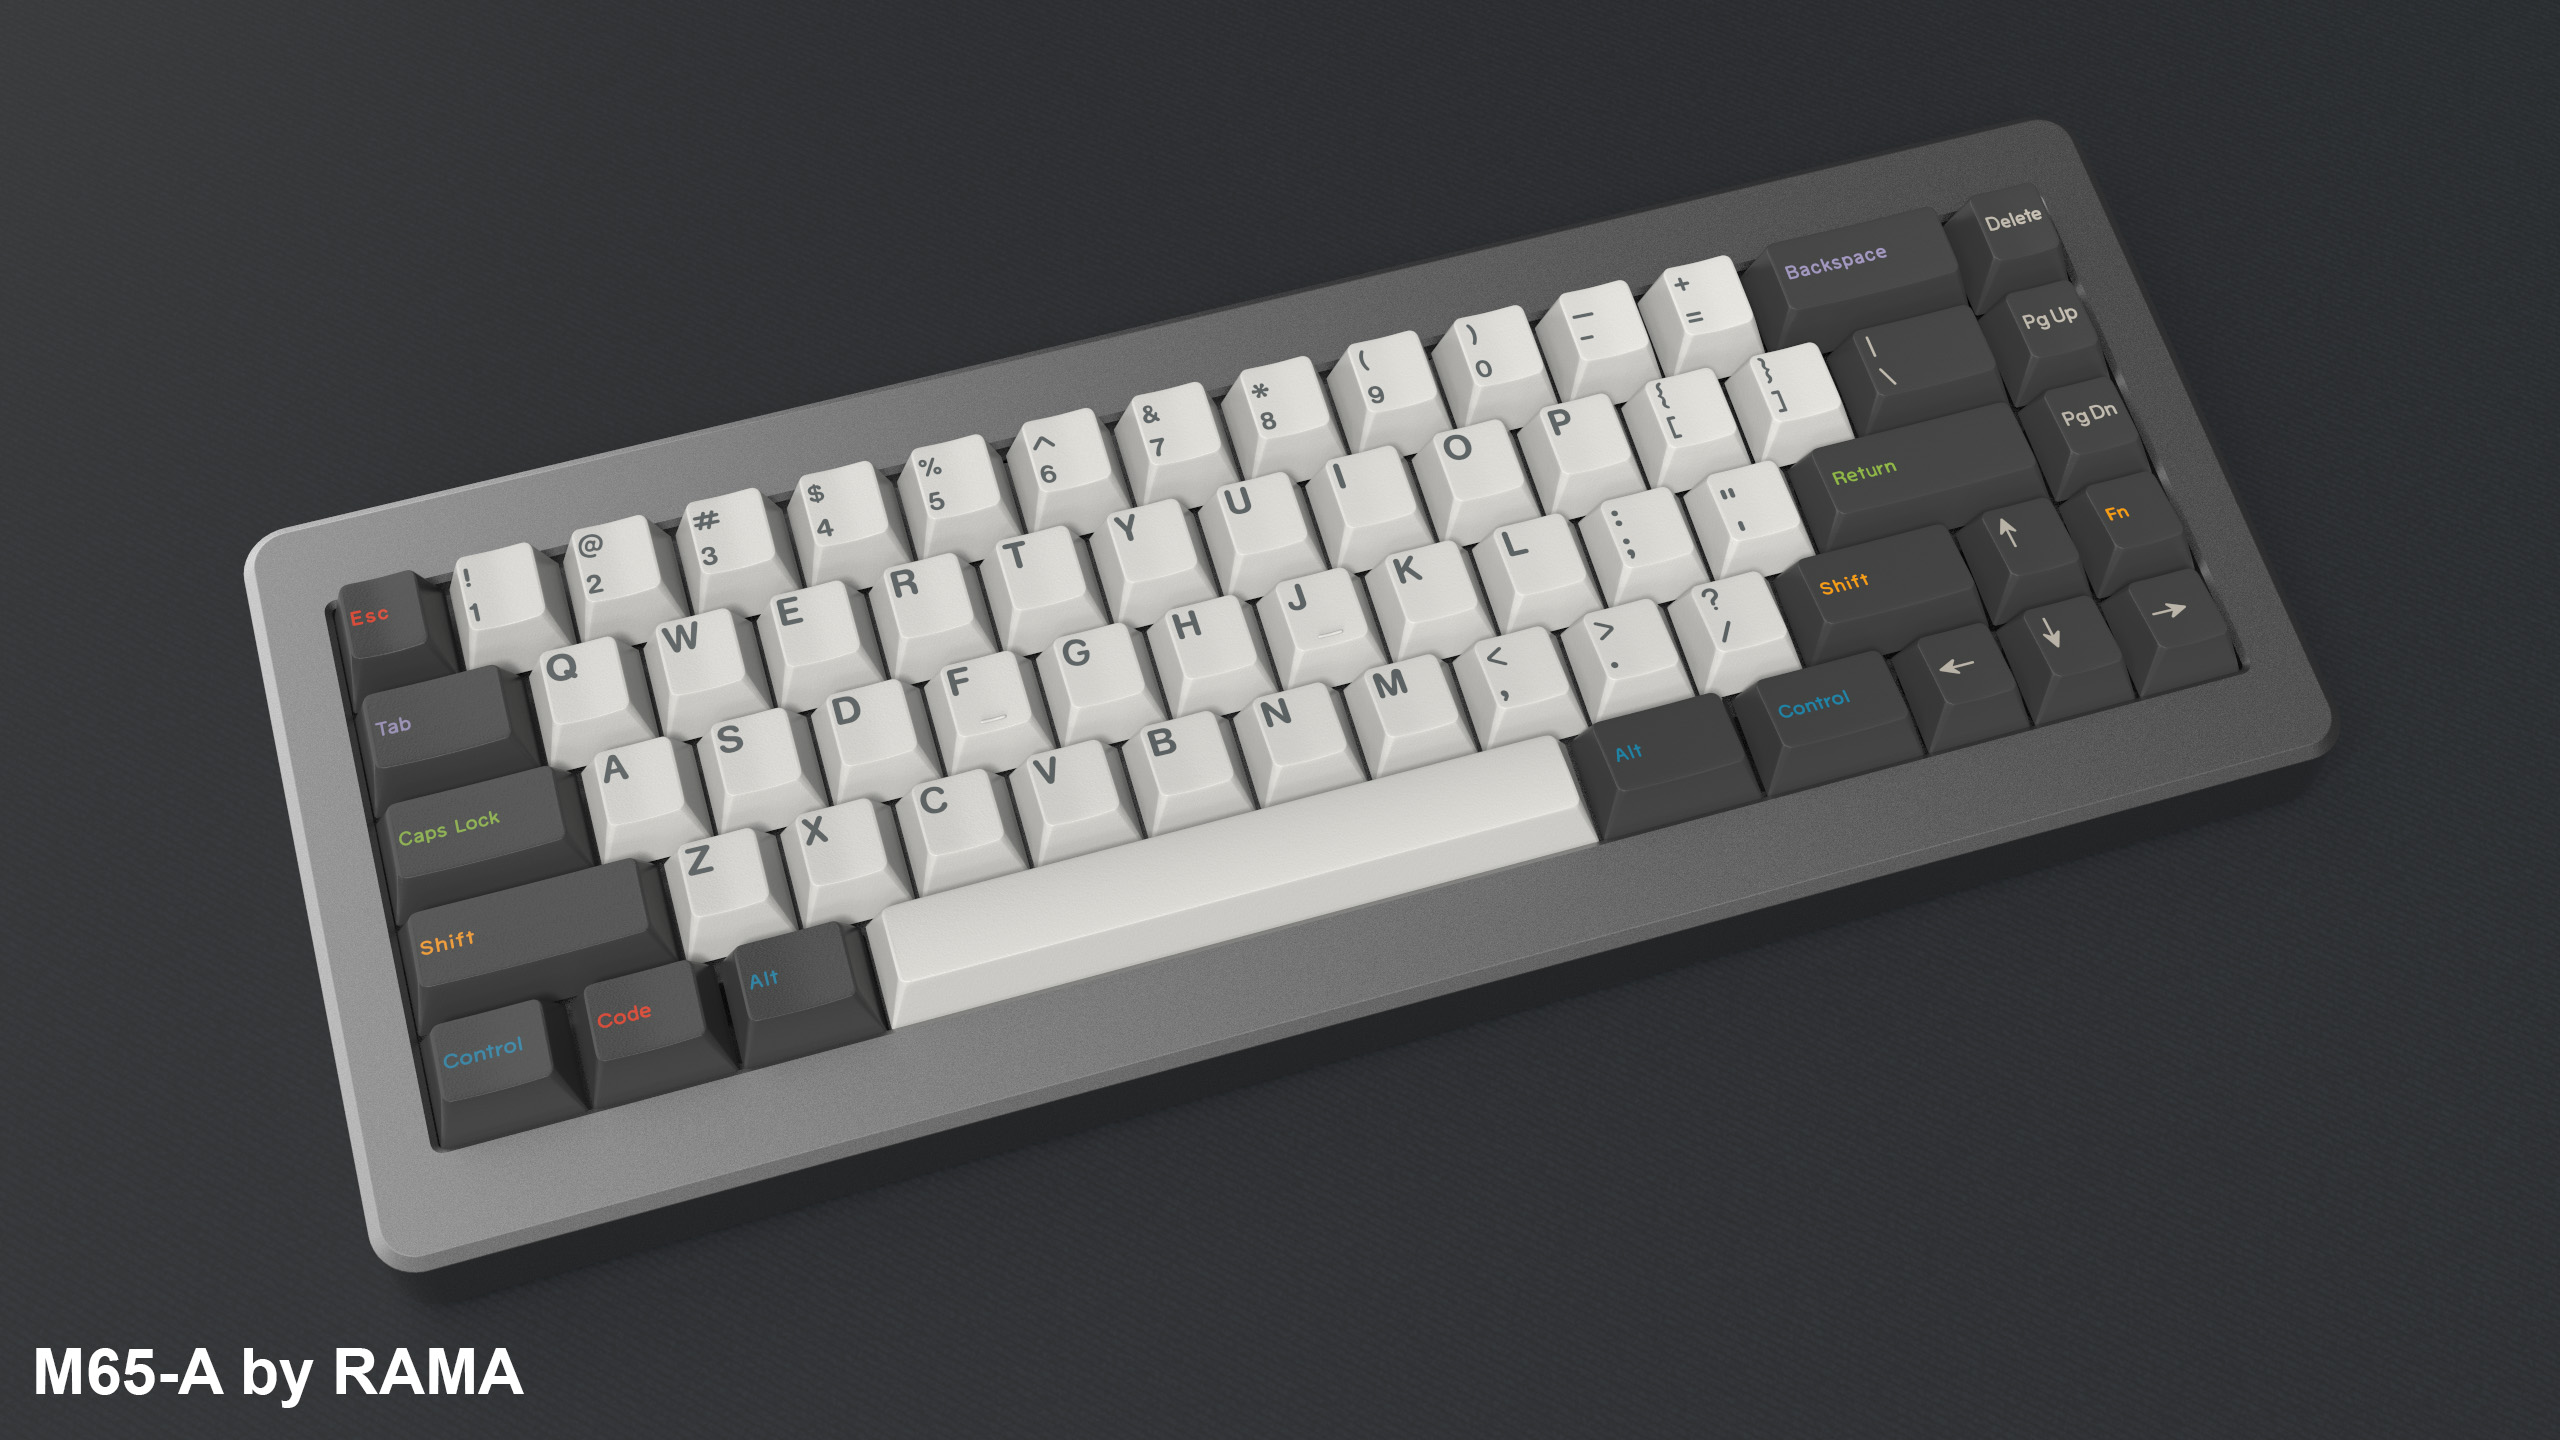 Esc ! 1 @ 2 # 3 $ 4 % 5 ^ 6 & 7 * 8 ( 9 ) 0 _ - + = Backspace Delete
Tab Q W E R T Y U I O P { [ } ] | \ Pg Up
Caps Lock A S D F G H J K L : ; " ' Return Pg Dn
Shift Z X C V B N M < , > . ? / Shift ↑ Fn
Control Code Alt Alt Control ← ↓ →
M65-A by RAMA